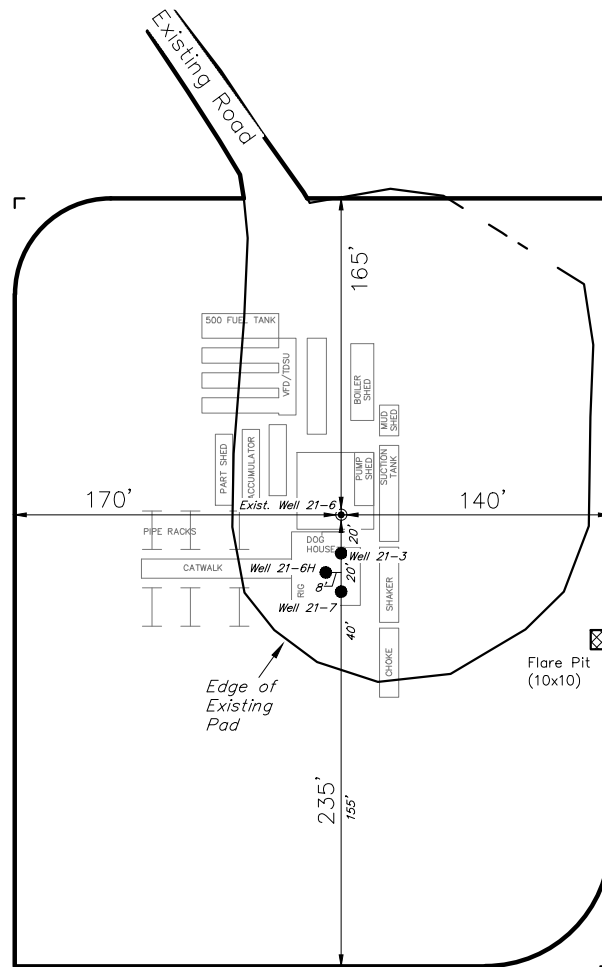 Existing Road
165'
500 FUEL TANK
VFD/TDSU
BOILER
SHED
MUD
SHED
PART SHED
ACCUMULATOR
PUMP
SHED
SUCTION
TANK
Exist. Well 21-6
170'
140'
PIPE RACKS
20'
DOG
HOUSE
Well 21-3
CATWALK
Well 21-6H
20'
8'
RIG
SHAKER
Well 21-7
40'
CHOKE
Flare Pit
(10x10)
Edge of
Existing
Pad
235'
155'